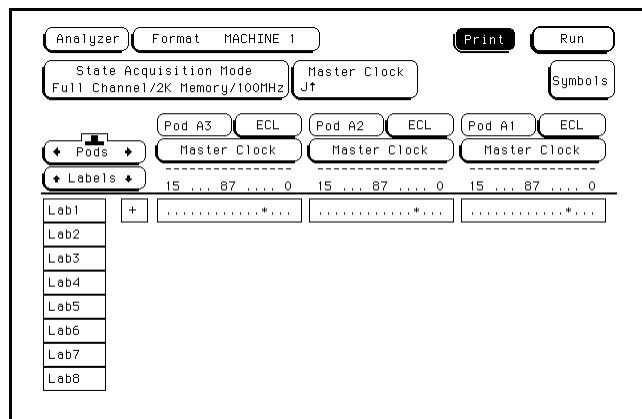 Analyzer Format MACHINE 1 Print Run
State Acquisition Mode Master Clock Symbols
Full Channel/2K Memory/100MHz J↑
Pod A3 ECL Pod A2 ECL Pod A1 ECL
← Pods → Master Clock Master Clock Master Clock
↑ Labels ↓ 15 ... 87 .... 0 15 ... 87 .... 0 15 ... 87 .... 0
Lab1 + ............*... ............*... ............*...
Lab2
Lab3
Lab4
Lab5
Lab6
Lab7
Lab8